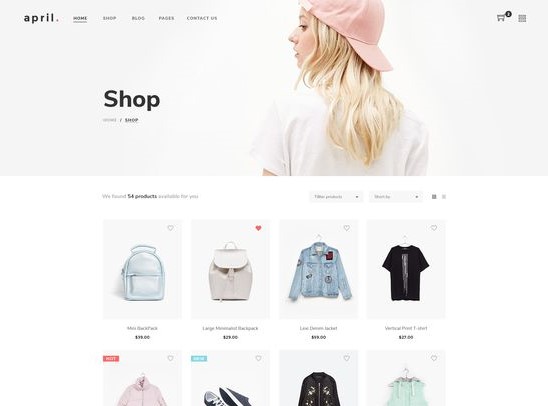 april.
HOME SHOP BLOG PAGES CONTACT US
2
Shop
HOME / SHOP
We found 54 products available for you
Filter products
Short by
Mini BackPack
$39.00
Large Minimalist Backpack
$29.00
Line Denim Jacket
$99.00
Vertical Print T-shirt
$27.00
HOT
NEW